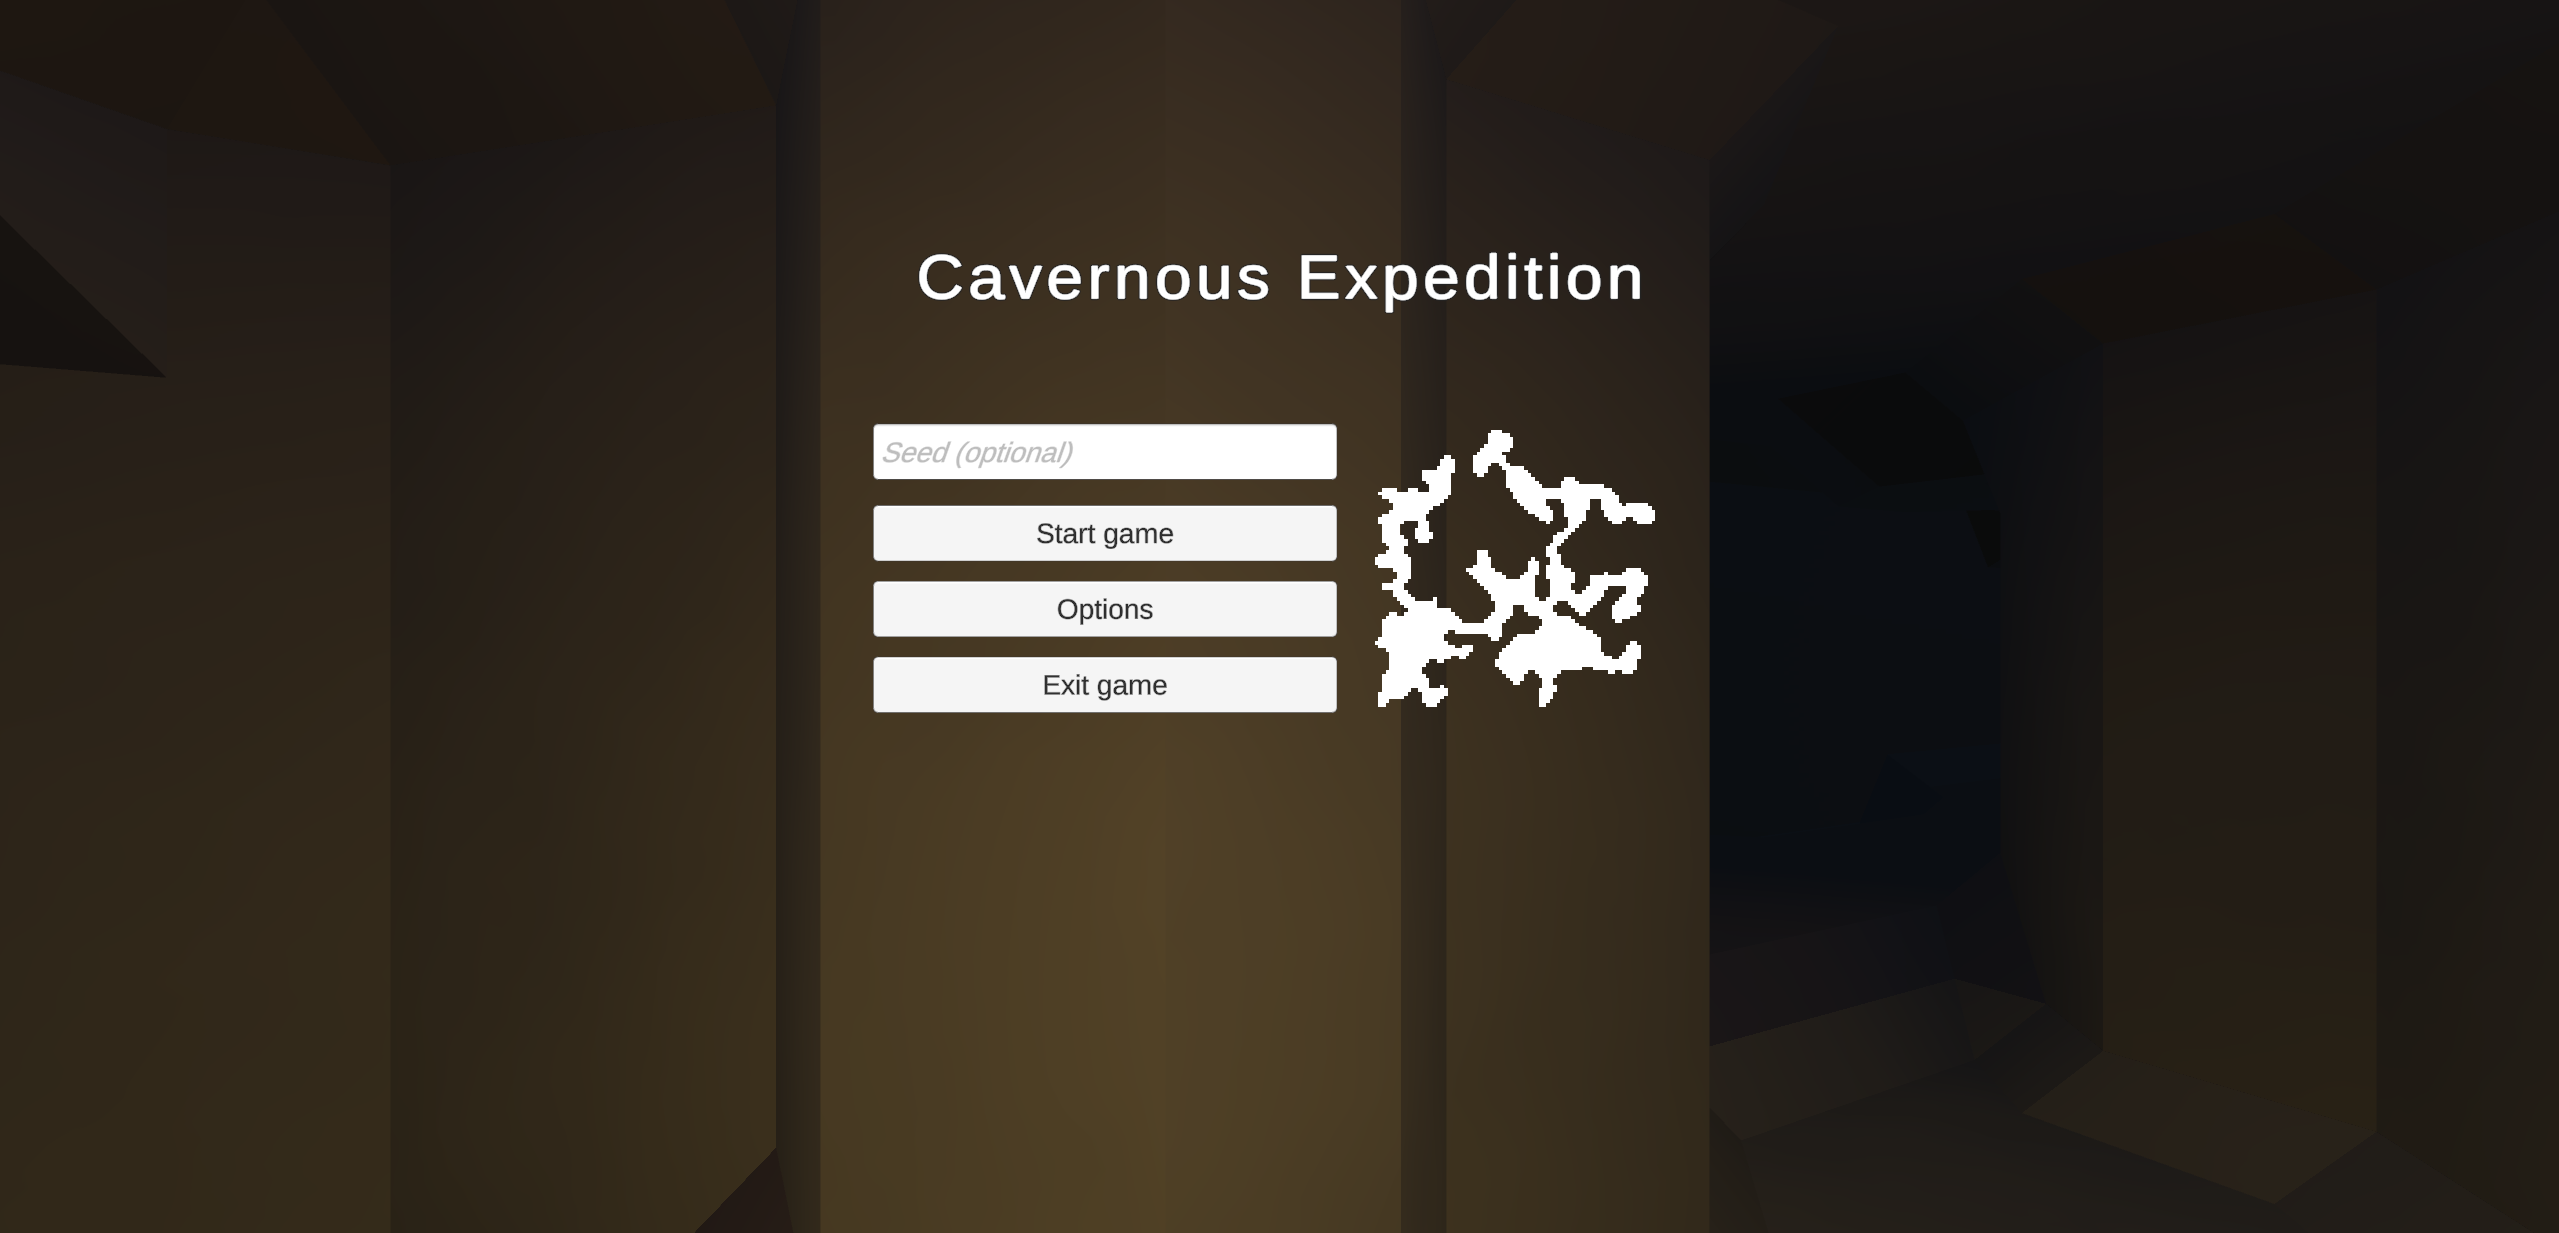 Cavernous Expedition
Seed (optional)
Start game
Options
Exit game